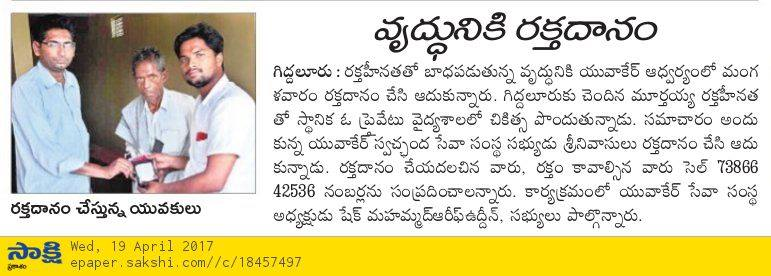 వృద్ధునికి రక్తదానం
గిద్దలూరు : రక్తహీనతతో బాధపడుతున్న వృద్ధునికి యువాకేర్ ఆధ్వర్యంలో మంగ
ళవారం రక్తదానం చేసి ఆదుకున్నారు. గిద్దలూరుకు చెందిన మూర్తయ్య రక్తహీనత
తో స్థానిక ఓ ప్రైవేటు వైద్యశాలలో చికిత్స పొందుతున్నాడు. సమాచారం అందు
కున్న యువాకేర్ స్వచ్ఛంద సేవా సంస్థ సభ్యుడు శ్రీనివాసులు రక్తదానం చేసి ఆదు
కున్నాడు. రక్తదానం చేయదలచిన వారు, రక్తం కావాల్సిన వారు సెల్ 73866
42536 నంబర్లను సంప్రదించాలన్నారు. కార్యక్రమంలో యువాకేర్ సేవా సంస్థ
అధ్యక్షుడు షేక్ మహమ్మద్ఆరీఫ్ఉద్దీన్, సభ్యులు పాల్గొన్నారు.
రక్తదానం చేస్తున్న యువకులు
సాక్షి
ప్రకాశం
Wed, 19 April 2017
epaper.sakshi.com//c/18457497